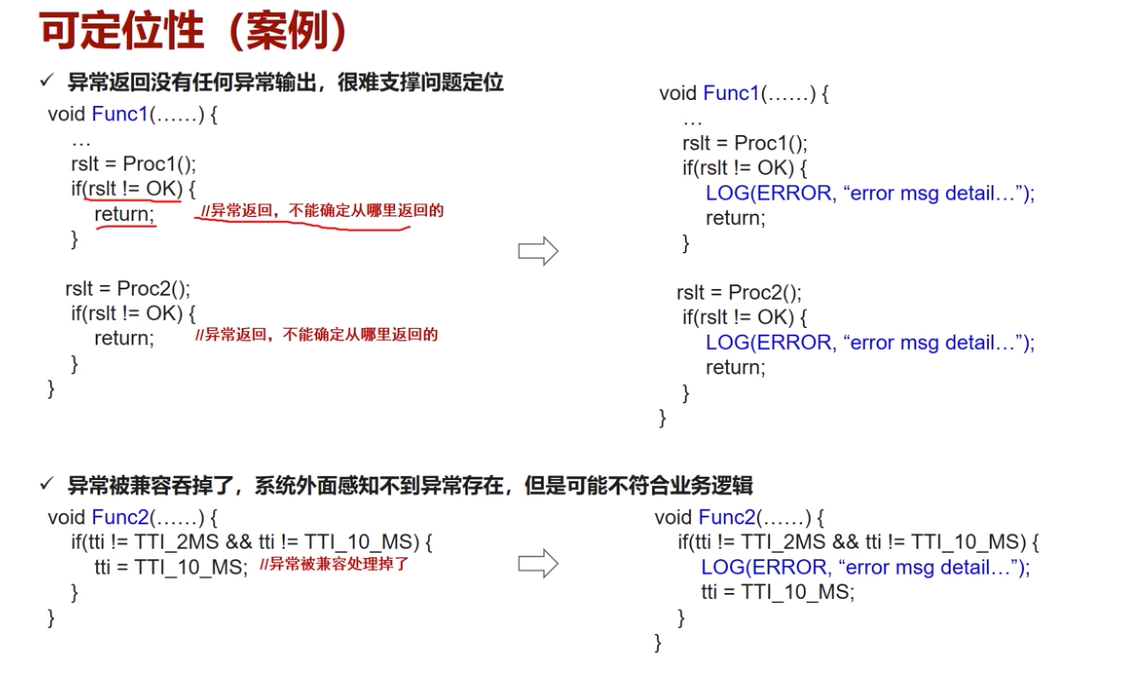 可定位性（案例）
✓ 异常返回没有任何异常输出，很难支撑问题定位
void Func1(……) {
…
rslt = Proc1();
if(rslt != OK) {
return; //异常返回，不能确定从哪里返回的
}
rslt = Proc2();
if(rslt != OK) {
return; //异常返回，不能确定从哪里返回的
}
}
void Func1(……) {
…
rslt = Proc1();
if(rslt != OK) {
LOG(ERROR, “error msg detail…”);
return;
}
rslt = Proc2();
if(rslt != OK) {
LOG(ERROR, “error msg detail…”);
return;
}
}
✓ 异常被兼容吞掉了，系统外面感知不到异常存在，但是可能不符合业务逻辑
void Func2(……) {
if(tti != TTI_2MS && tti != TTI_10_MS) {
tti = TTI_10_MS; //异常被兼容处理掉了
}
}
void Func2(……) {
if(tti != TTI_2MS && tti != TTI_10_MS) {
LOG(ERROR, “error msg detail…”);
tti = TTI_10_MS;
}
}